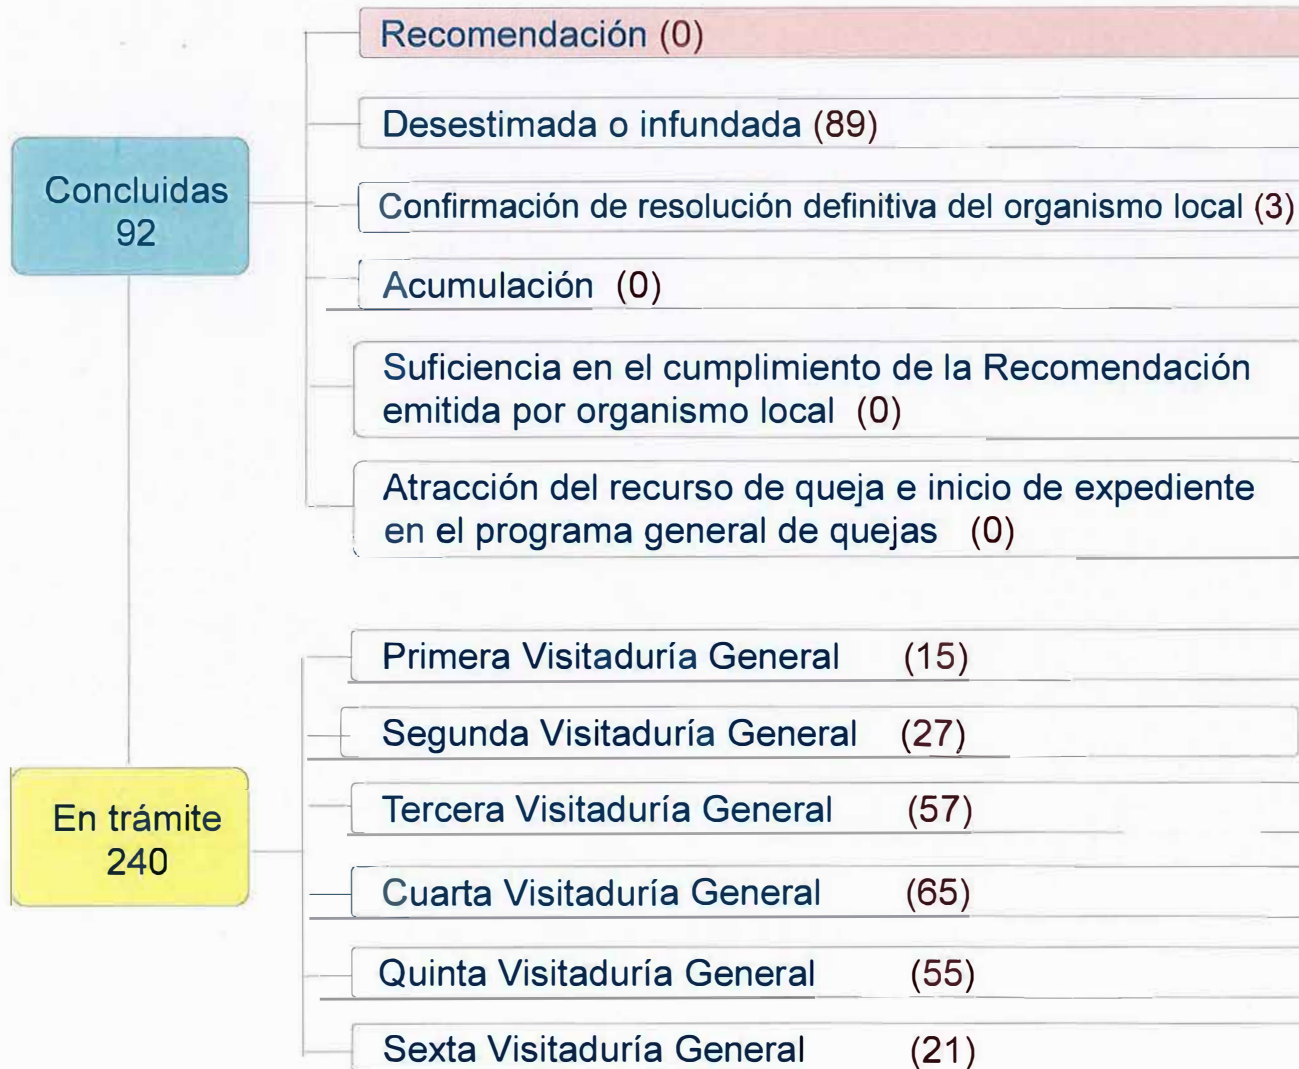 Recomendación (0)
Desestimada o infundada (89)
Concluidas
92
Confirmación de resolución definitiva del organismo local (3)
Acumulación (0)
Suficiencia en el cumplimiento de la Recomendación
emitida por organismo local (0)
Atracción del recurso de queja e inicio de expediente
en el programa general de quejas (0)
En trámite
240
Primera Visitaduría General (15)
Segunda Visitaduría General (27)
Tercera Visitaduría General (57)
Cuarta Visitaduría General (65)
Quinta Visitaduría General (55)
Sexta Visitaduría General (21)